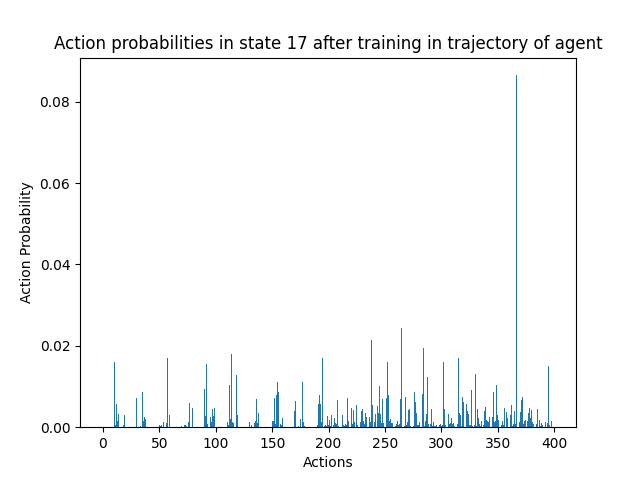 Action probabilities in state 17 after training in trajectory of agent
0.08
0.06
0.04
0.02
0.00
Action Probability
0 50 100 150 200 250 300 350 400
Actions